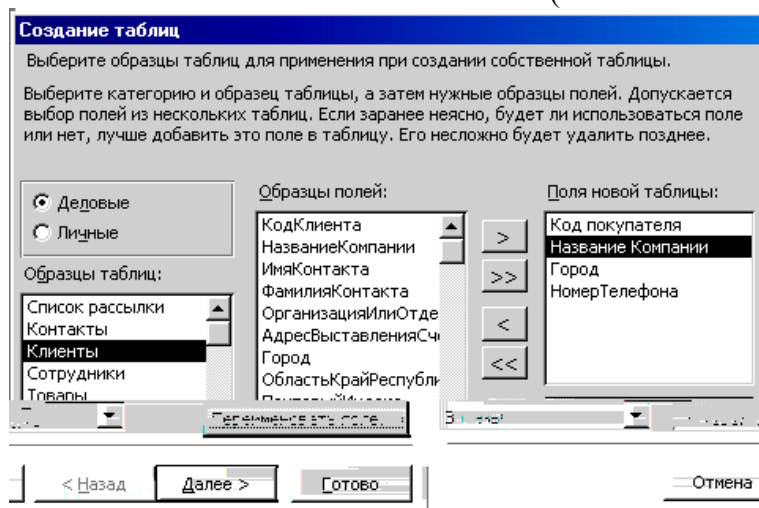 Создание таблиц
Выберите образцы таблиц для применения при создании собственной таблицы.
Выберите категорию и образец таблицы, а затем нужные образцы полей. Допускается
выбор полей из нескольких таблиц. Если заранее неясно, будет ли использоваться поле
или нет, лучше добавить это поле в таблицу. Его несложно будет удалить позднее.
Деловые
Личные
Образцы таблиц:
Список рассылки
Контакты
Клиенты
Сотрудники
Товары
Образцы полей:
КодКлиента
НазваниеКомпании
ИмяКонтакта
ФамилияКонтакта
ОрганизацияИлиОтде
АдресВыставленияСч
Город
ОбластьКрайРеспубли
>
>>
<
<<
Поля новой таблицы:
Код покупателя
Название Компании
Город
НомерТелефона
Переименовать поле...
< Назад
Далее >
Готово
Отмена